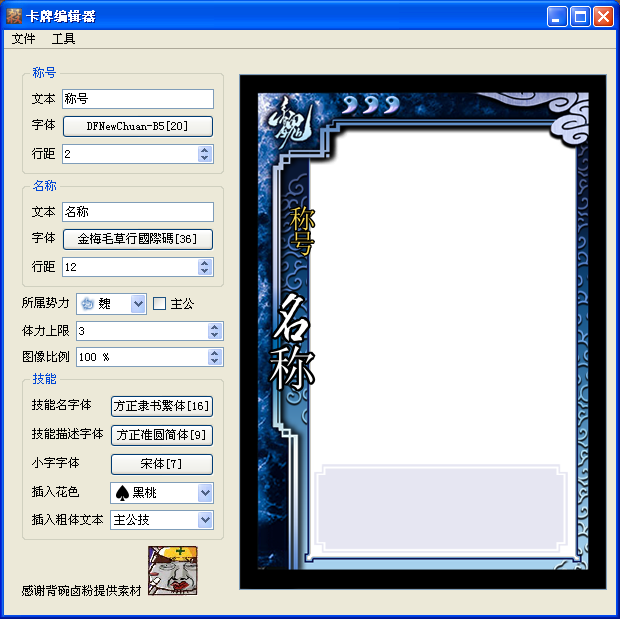 卡牌编辑器
文件 工具
称号
文本 称号
字体 DFNewChuan-B5[20]
行距 2
名称
文本 名称
字体 金梅毛草行國際碼[36]
行距 12
所属势力 魏 主公
体力上限 3
图像比例 100 %
技能
技能名字体 方正隶书繁体[16]
技能描述字体 方正准圆简体[9]
小字字体 宋体[7]
插入花色 黑桃
插入粗体文本 主公技
感谢背碗卤粉提供素材
魏
称号
名称